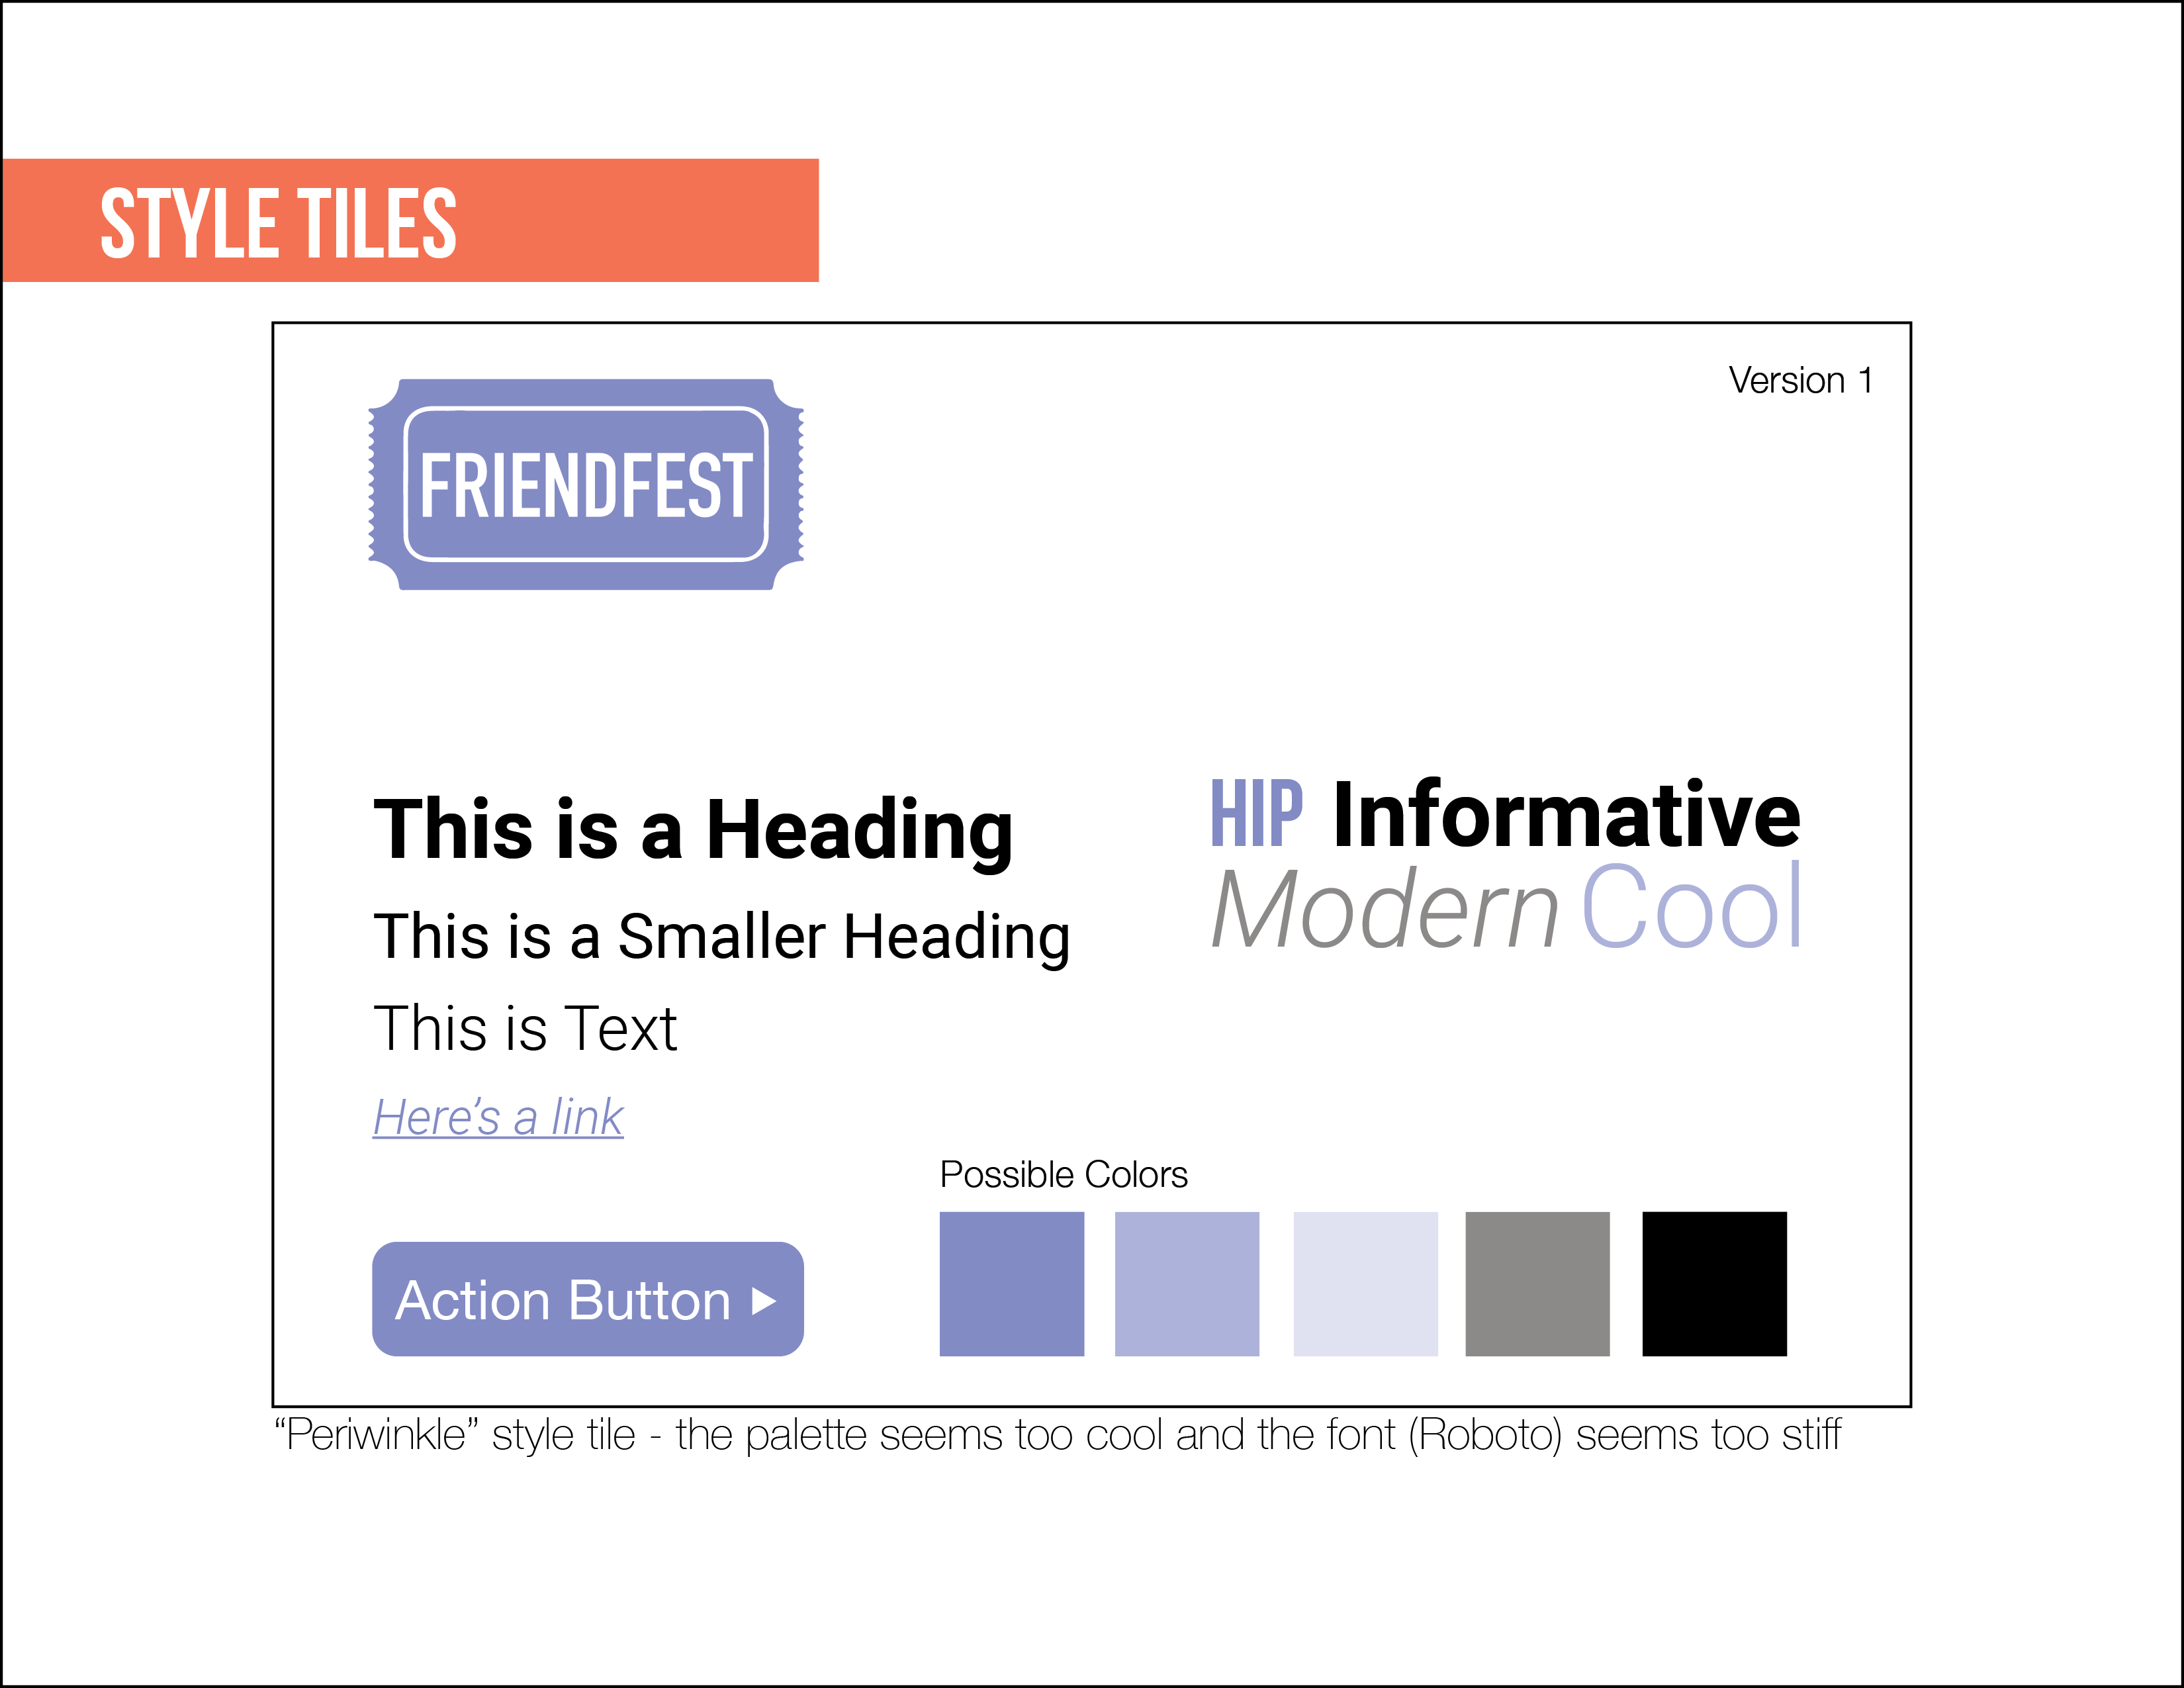 STYLE TILES
Version 1
FRIENDFEST
This is a Heading
This is a Smaller Heading
This is Text
Here’s a link
HIP Informative
Modern Cool
Possible Colors
Action Button
“Periwinkle” style tile - the palette seems too cool and the font (Roboto) seems too stiff